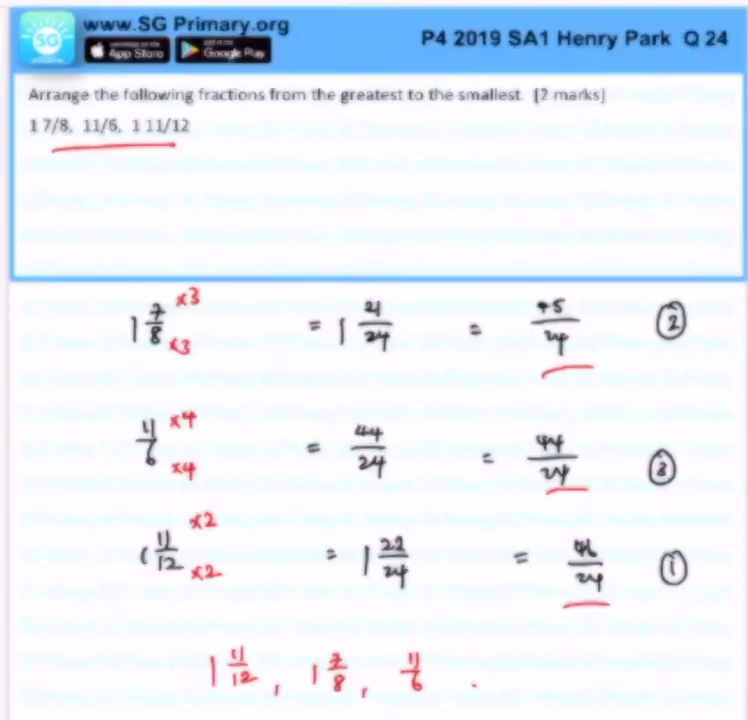 www.SG Primary.org
SG App Store Google Play
P4 2019 SA1 Henry Park Q 24
Arrange the following fractions from the greatest to the smallest. [2 marks]
1 7/8, 11/6, 1 11/12
1 7/8 ×3 ×3 = 1 21/24 = 45/24 ②
11/6 ×4 ×4 = 44/24 = 44/24 ③
1 11/12 ×2 ×2 = 1 22/24 = 46/24 ①
1 11/12, 1 7/8, 11/6.